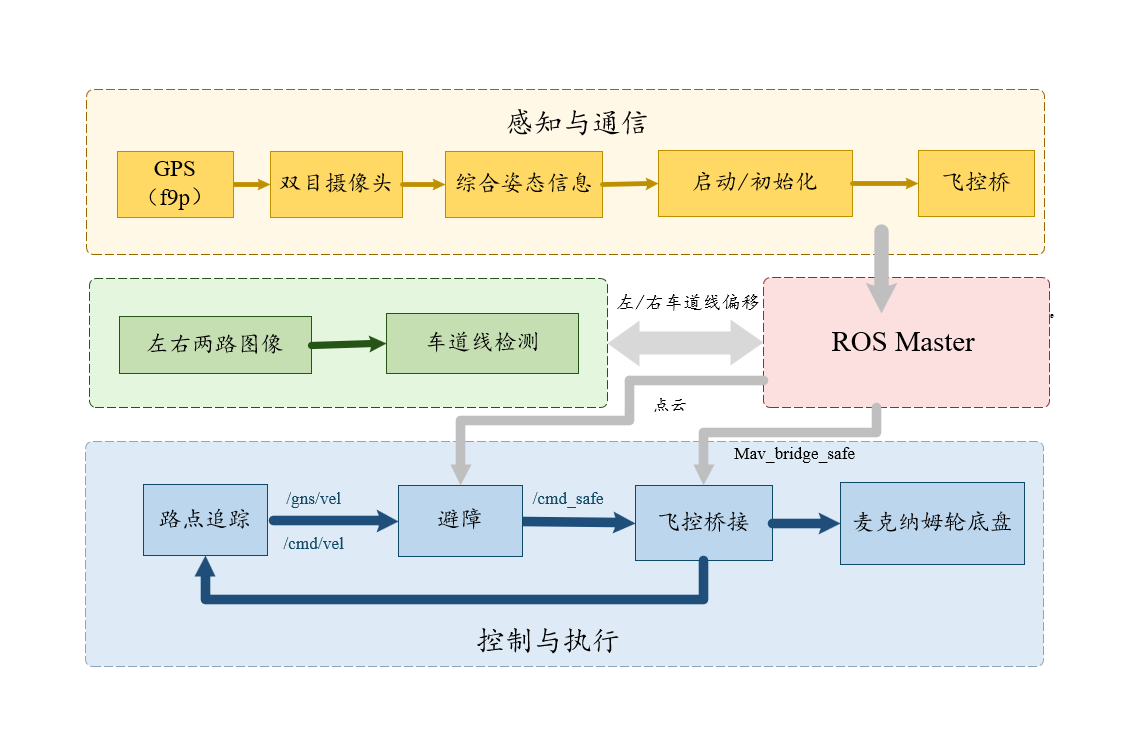 感知与通信
GPS
（f9p）
双目摄像头
综合姿态信息
启动/初始化
飞控桥
左右两路图像
车道线检测
左/右车道线偏移
ROS Master
。
点云
Mav_bridge_safe
路点追踪
/gns/vel
/cmd/vel
避障
/cmd_safe
飞控桥接
麦克纳姆轮底盘
控制与执行